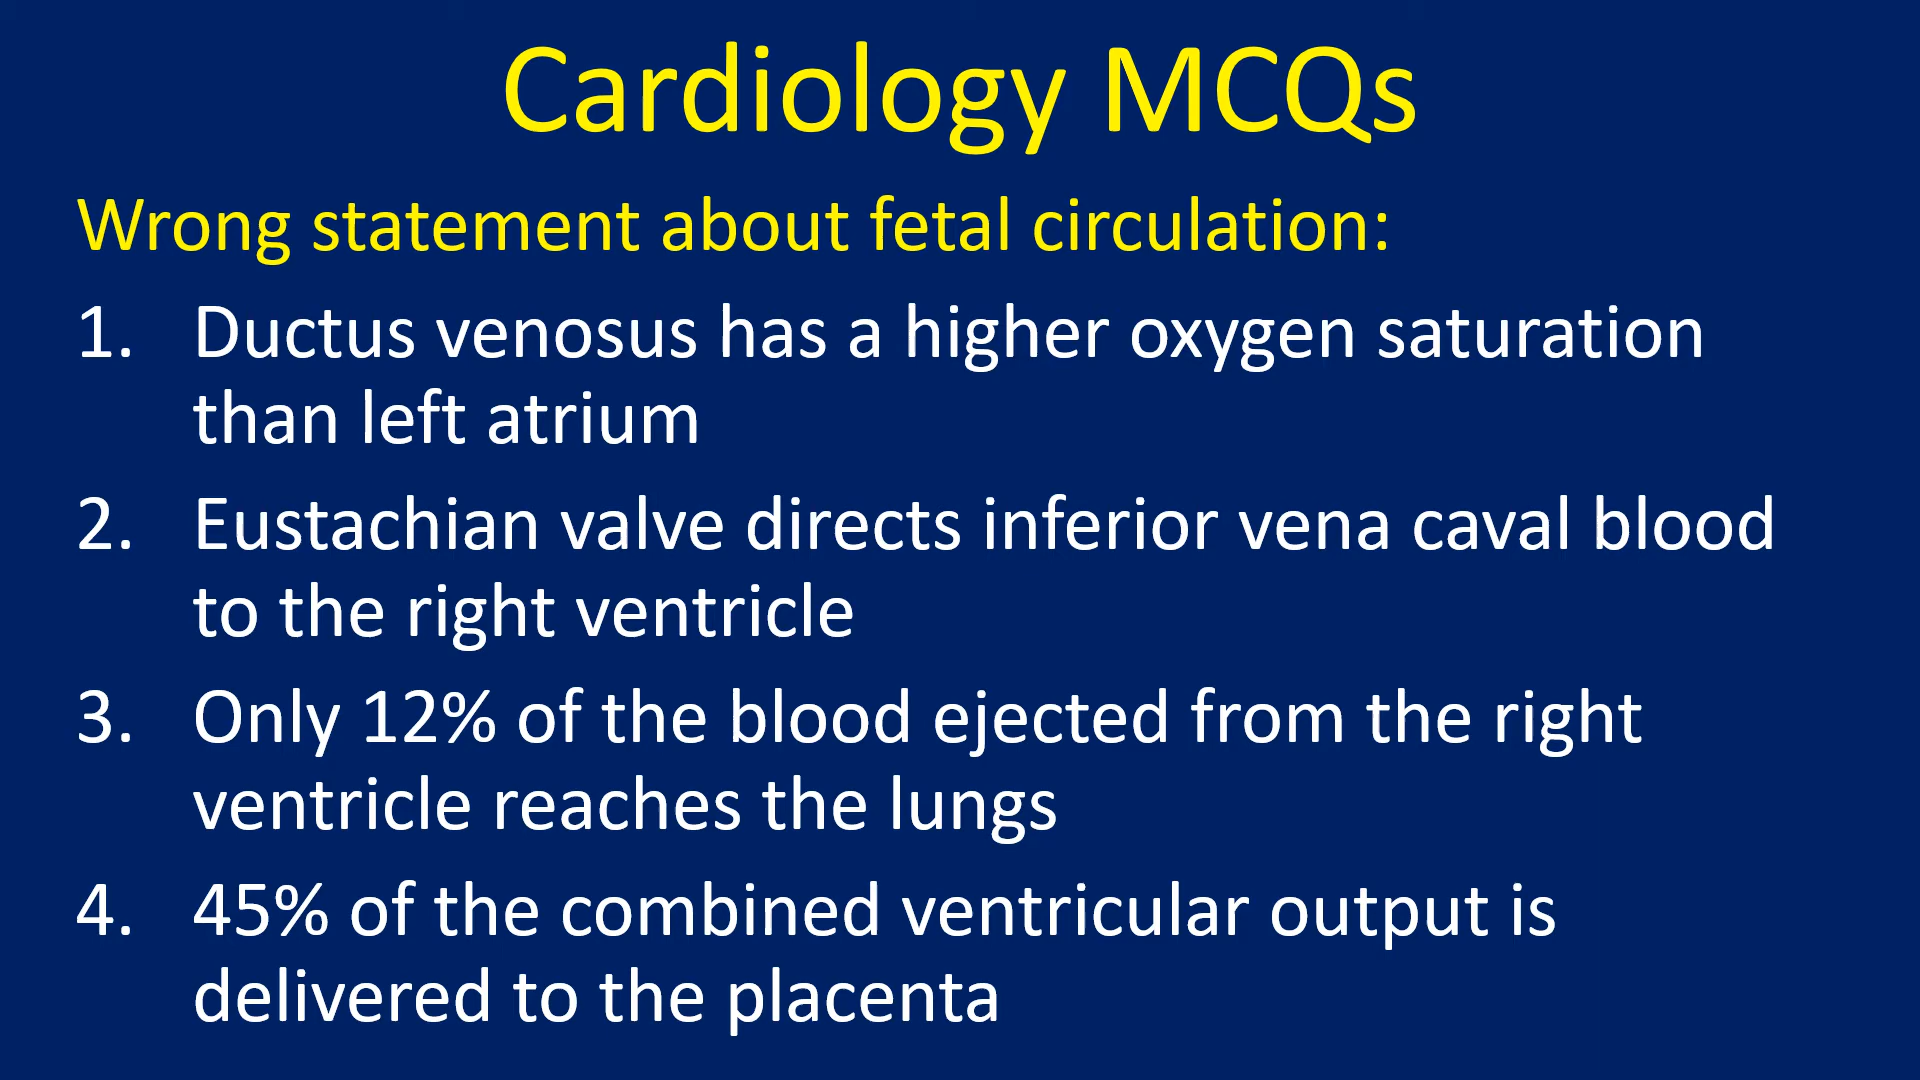 Cardiology MCQs
Wrong statement about fetal circulation:
1. Ductus venosus has a higher oxygen saturation
than left atrium
2. Eustachian valve directs inferior vena caval blood
to the right ventricle
3. Only 12% of the blood ejected from the right
ventricle reaches the lungs
4. 45% of the combined ventricular output is
delivered to the placenta